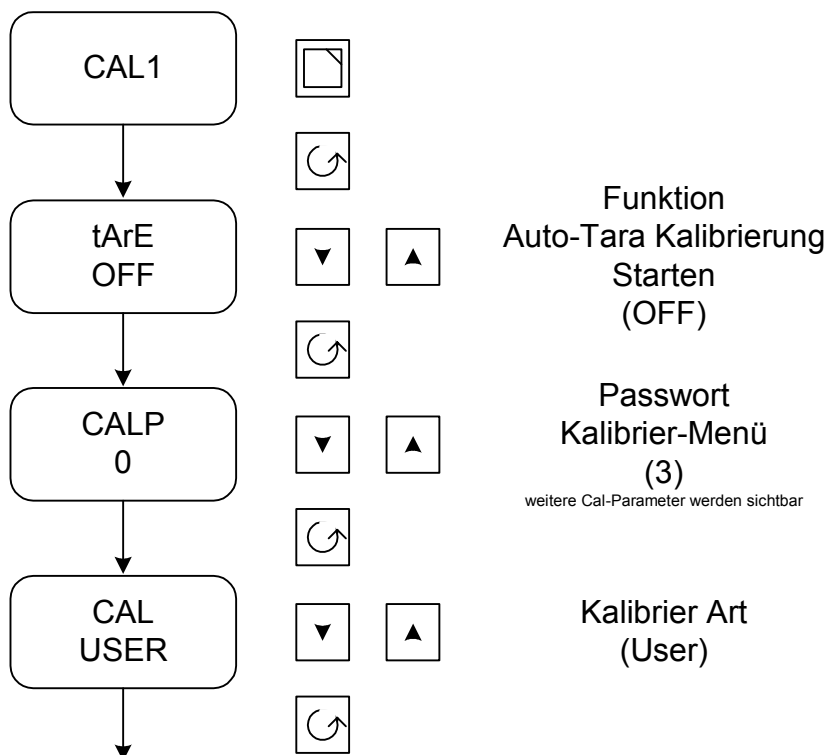 CAL1
tArE
OFF
Funktion
Auto-Tara Kalibrierung
Starten
(OFF)
CALP
0
Passwort
Kalibrier-Menü
(3)
weitere Cal-Parameter werden sichtbar
CAL
USER
Kalibrier Art
(User)